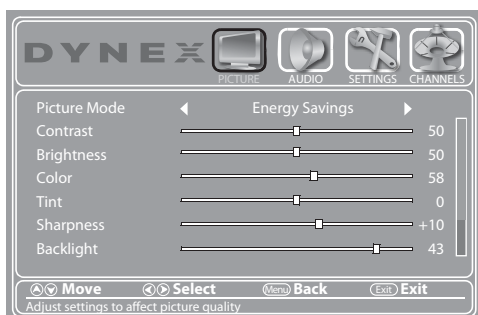 DYNEX
PICTURE AUDIO SETTINGS CHANNELS
Picture Mode Energy Savings
Contrast 50
Brightness 50
Color 58
Tint 0
Sharpness +10
Backlight 43
Move Select Menu Back Exit Exit
Adjust settings to affect picture quality